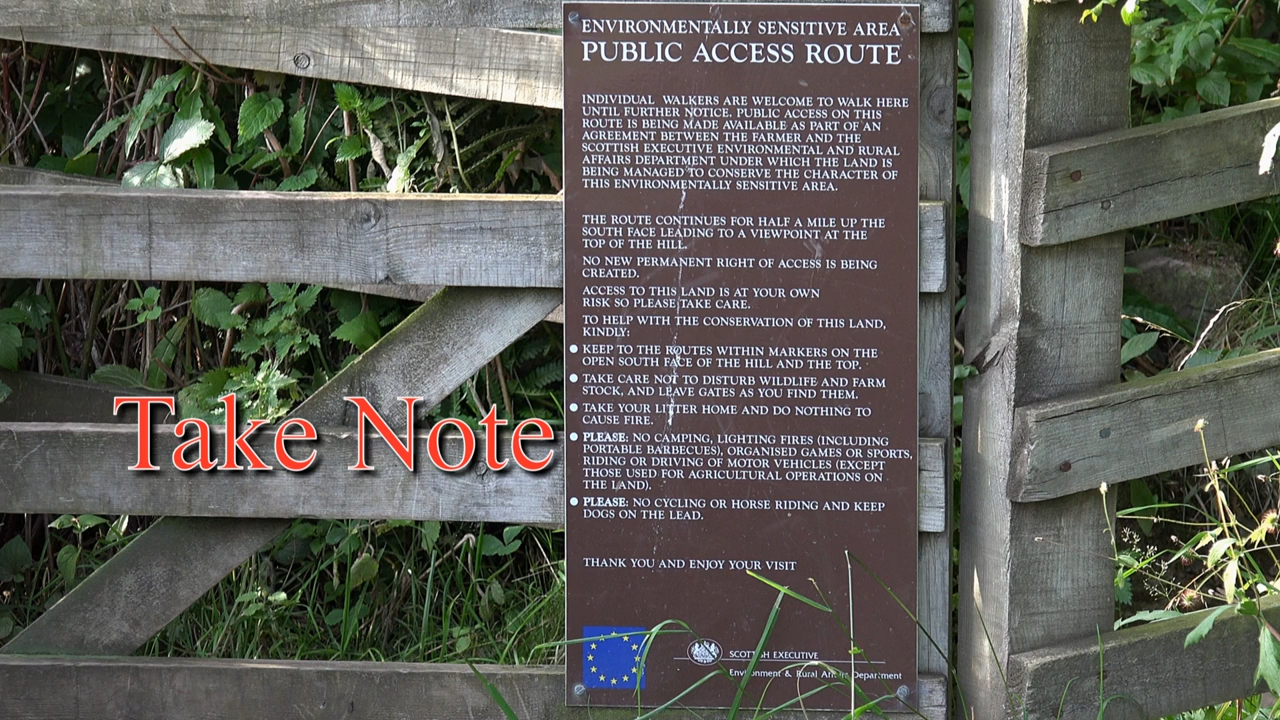 ENVIRONMENTALLY SENSITIVE AREA
PUBLIC ACCESS ROUTE
INDIVIDUAL WALKERS ARE WELCOME TO WALK HERE
UNTIL FURTHER NOTICE. PUBLIC ACCESS ON THIS
ROUTE IS BEING MADE AVAILABLE AS PART OF AN
AGREEMENT BETWEEN THE FARMER AND THE
SCOTTISH EXECUTIVE ENVIRONMENTAL AND RURAL
AFFAIRS DEPARTMENT UNDER WHICH THE LAND IS
BEING MANAGED TO CONSERVE THE CHARACTER OF
THIS ENVIRONMENTALLY SENSITIVE AREA.
THE ROUTE CONTINUES FOR HALF A MILE UP THE
SOUTH FACE LEADING TO A VIEWPOINT AT THE
TOP OF THE HILL.
NO NEW PERMANENT RIGHT OF ACCESS IS BEING
CREATED.
ACCESS TO THIS LAND IS AT YOUR OWN
RISK SO PLEASE TAKE CARE.
TO HELP WITH THE CONSERVATION OF THIS LAND,
KINDLY:
● KEEP TO THE ROUTES WITHIN MARKERS ON THE
OPEN SOUTH FACE OF THE HILL AND THE TOP.
● TAKE CARE NOT TO DISTURB WILDLIFE AND FARM
STOCK, AND LEAVE GATES AS YOU FIND THEM.
● TAKE YOUR LITTER HOME AND DO NOTHING TO
CAUSE FIRE.
● PLEASE: NO CAMPING, LIGHTING FIRES (INCLUDING
PORTABLE BARBECUES), ORGANISED GAMES OR SPORTS,
RIDING OR DRIVING OF MOTOR VEHICLES (EXCEPT
THOSE USED FOR AGRICULTURAL OPERATIONS ON
THE LAND).
● PLEASE: NO CYCLING OR HORSE RIDING AND KEEP
DOGS ON THE LEAD.
THANK YOU AND ENJOY YOUR VISIT
SCOTTISH EXECUTIVE
Environment & Rural Affairs Department
Take Note